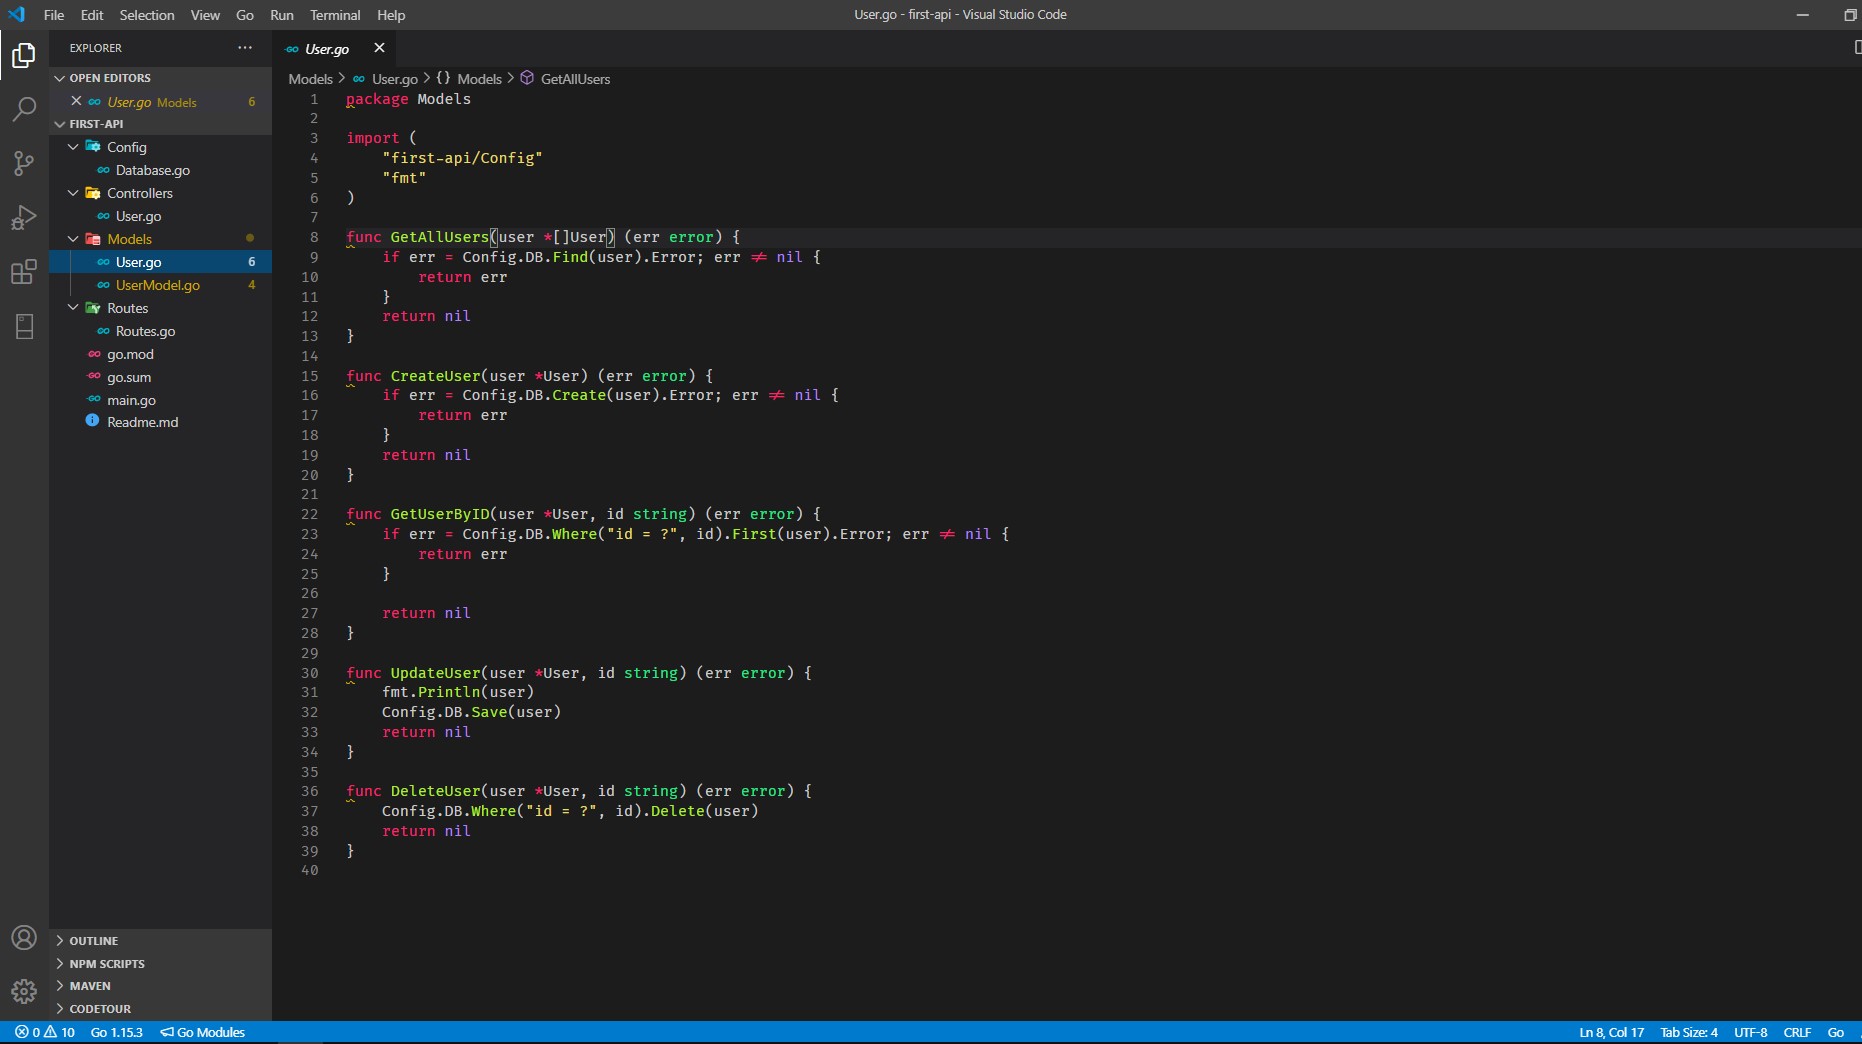 File Edit Selection View Go Run Terminal Help
User.go - first-api - Visual Studio Code
EXPLORER
OPEN EDITORS
User.go Models 6
FIRST-API
Config
Database.go
Controllers
User.go
Models
User.go 6
UserModel.go 4
Routes
Routes.go
go.mod
go.sum
main.go
Readme.md
OUTLINE
NPM SCRIPTS
MAVEN
CODETOUR
User.go
Models > User.go > {} Models > GetAllUsers
1 package Models
2
3 import (
4 "first-api/Config"
5 "fmt"
6 )
7
8 func GetAllUsers(user *[]User) (err error) {
9 if err = Config.DB.Find(user).Error; err ≠ nil {
10 return err
11 }
12 return nil
13 }
14
15 func CreateUser(user *User) (err error) {
16 if err = Config.DB.Create(user).Error; err ≠ nil {
17 return err
18 }
19 return nil
20 }
21
22 func GetUserByID(user *User, id string) (err error) {
23 if err = Config.DB.Where("id = ?", id).First(user).Error; err ≠ nil {
24 return err
25 }
26
27 return nil
28 }
29
30 func UpdateUser(user *User, id string) (err error) {
31 fmt.Println(user)
32 Config.DB.Save(user)
33 return nil
34 }
35
36 func DeleteUser(user *User, id string) (err error) {
37 Config.DB.Where("id = ?", id).Delete(user)
38 return nil
39 }
40
0 10 Go 1.15.3 Go Modules
Ln 8, Col 17 Tab Size: 4 UTF-8 CRLF Go